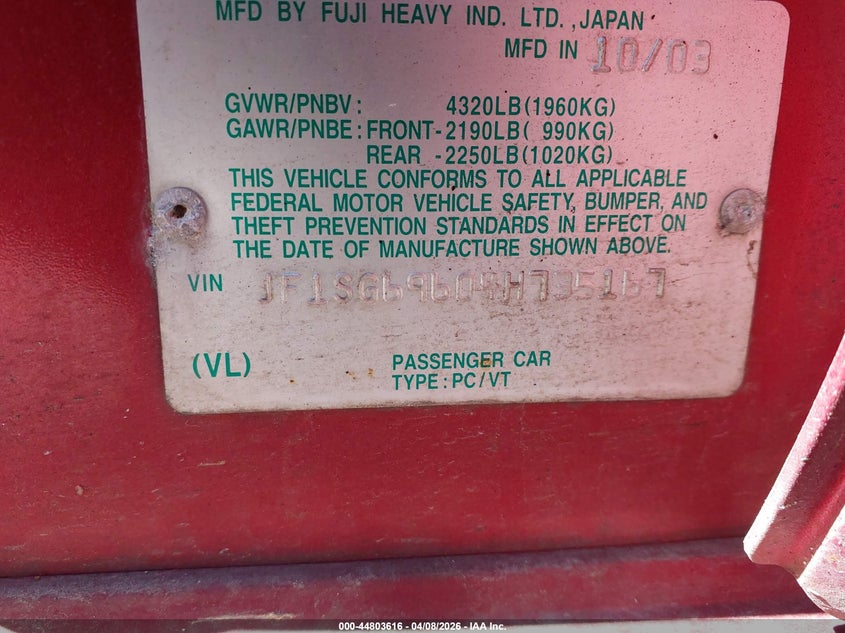 MFD BY FUJI HEAVY IND. LTD., JAPAN
MFD IN 10/03
GVWR/PNBV: 4320LB(1960KG)
GAWR/PNBE: FRONT-2190LB( 990KG)
REAR -2250LB(1020KG)
THIS VEHICLE CONFORMS TO ALL APPLICABLE
FEDERAL MOTOR VEHICLE SAFETY, BUMPER, AND
THEFT PREVENTION STANDARDS IN EFFECT ON
THE DATE OF MANUFACTURE SHOWN ABOVE.
VIN JF1SG69604H735167
(VL) PASSENGER CAR
TYPE: PC/VT
000-44803616 - 04/08/2026 - IAA Inc.